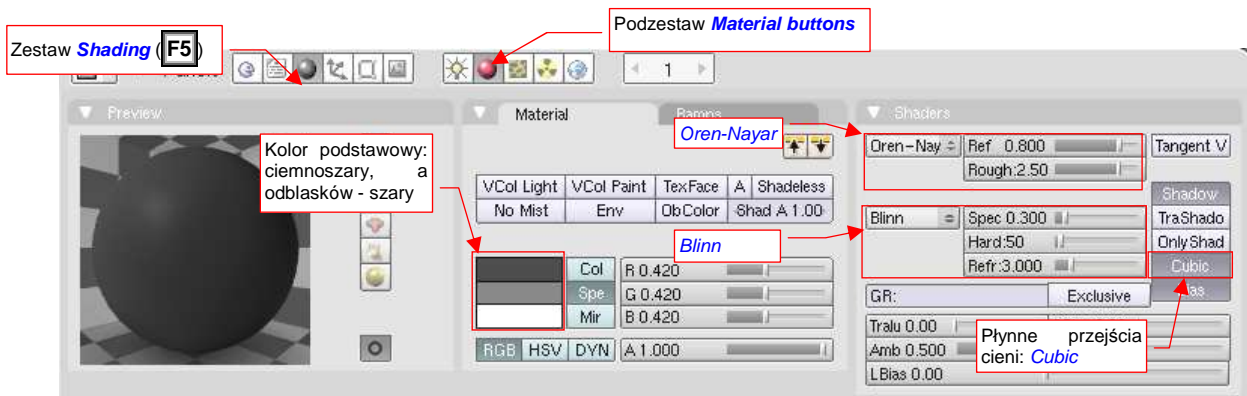 Zestaw Shading (F5)
Podzestaw Material buttons
1
Preview
Material
Ramps
Shaders
Kolor podstawowy:
ciemnoszary, a
odblasków - szary
Oren-Nayar
Oren-Nay
Ref 0.800
Tangent V
Rough:2.50
VCol Light
VCol Paint
TexFace
A
Shadeless
Shadow
No Mist
Env
ObColor
Shad A 1.00
Blinn
Spec 0.300
TraShado
Blinn
Hard:50
OnlyShad
Refr:3.000
Cubic
Col
R 0.420
Spe
G 0.420
Mir
B 0.420
GR:
Exclusive
Tralu 0.00
Płynne przejścia
cieni: Cubic
RGB
HSV
DYN
A 1.000
Amb 0.500
LBias 0.00